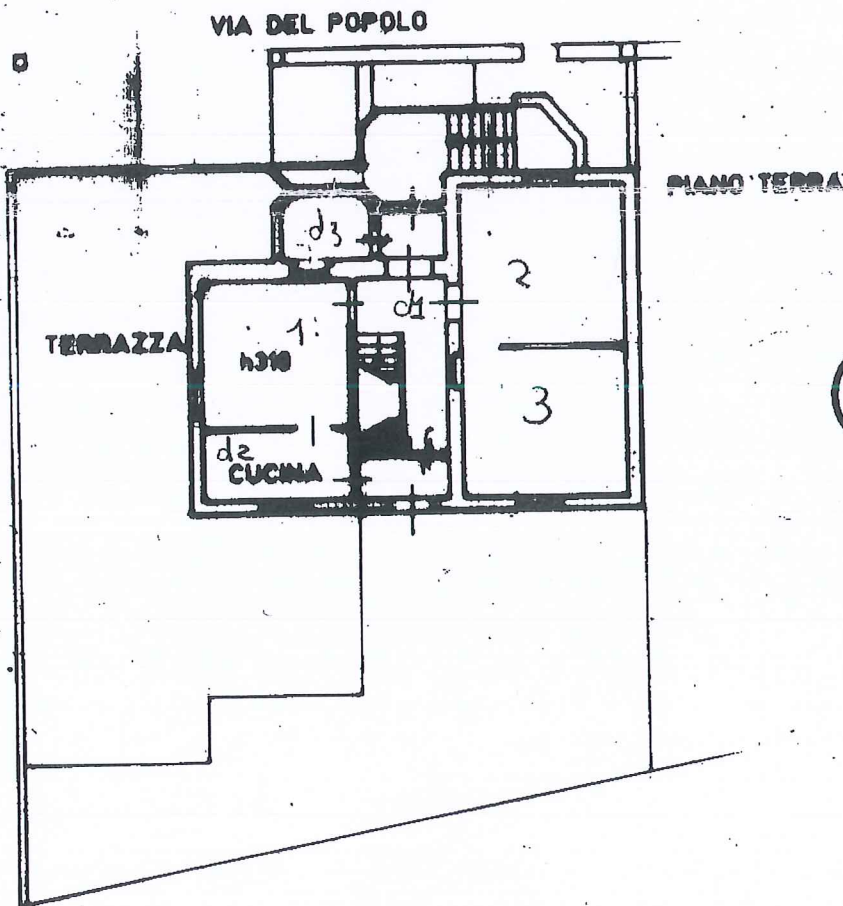 VIA DEL POPOLO
PIANO TERRA
d3
2
d1
1
TERRAZZA
h310
3
d2
CUCINA